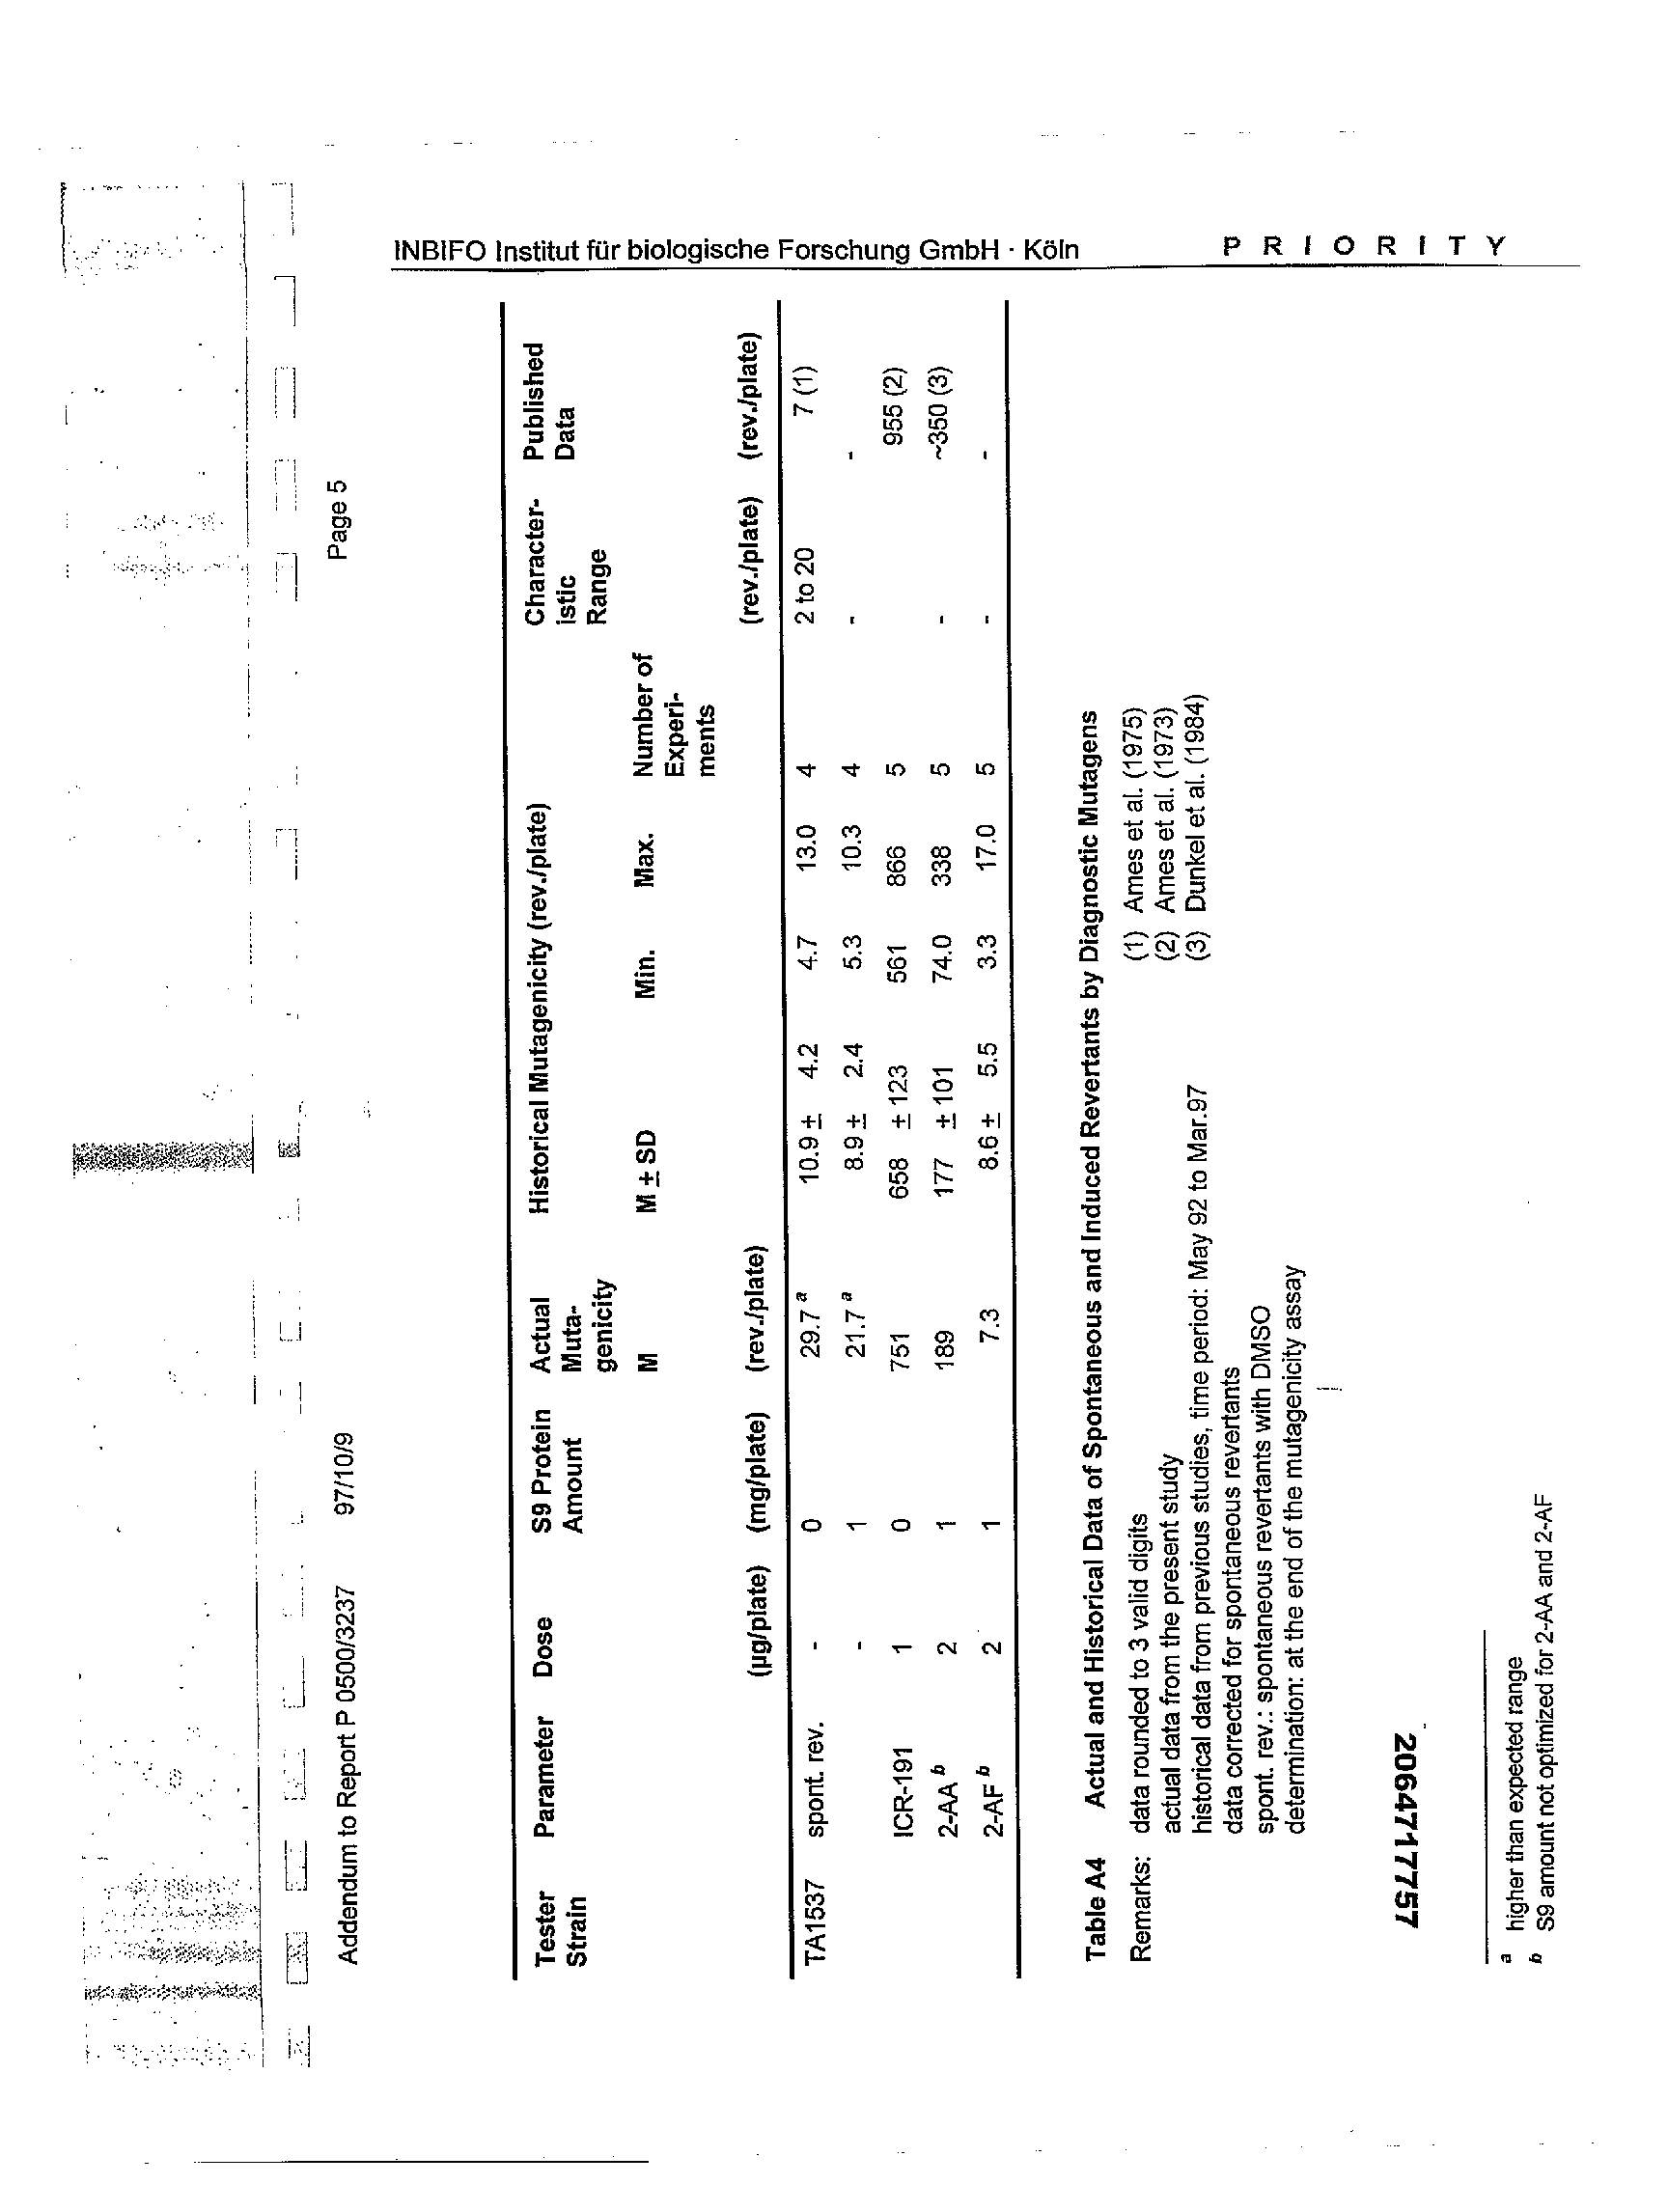 INBIFO Institut für biologische Forschung GmbH · Köln P R I O R I T Y
Addendum to Report P 0500/3237 97/10/9 Page 5
Tester Parameter Dose S9 Protein Actual Historical Mutagenicity (rev./plate) Character- Published
Strain Amount Muta- istic Data
genicity Range
M M ± SD Min. Max. Number of
Experi-
ments
(µg/plate) (mg/plate) (rev./plate) (rev./plate) (rev./plate)
TA1537 spont. rev. - 0 29.7 a 10.9 ± 4.2 4.7 13.0 4 2 to 20 7 (1)
- 1 21.7 a 8.9 ± 2.4 5.3 10.3 4 - -
ICR-191 1 0 751 658 ± 123 561 866 5 955 (2)
2-AA b 2 1 189 177 ± 101 74.0 338 5 - ~350 (3)
2-AF b 2 1 7.3 8.6 ± 5.5 3.3 17.0 5 - -
Table A4 Actual and Historical Data of Spontaneous and Induced Revertants by Diagnostic Mutagens
Remarks: data rounded to 3 valid digits (1) Ames et al. (1975)
actual data from the present study (2) Ames et al. (1973)
historical data from previous studies, time period: May 92 to Mar.97 (3) Dunkel et al. (1984)
data corrected for spontaneous revertants
spont. rev.: spontaneous revertants with DMSO
determination: at the end of the mutagenicity assay
2064717757
a higher than expected range
b S9 amount not optimized for 2-AA and 2-AF